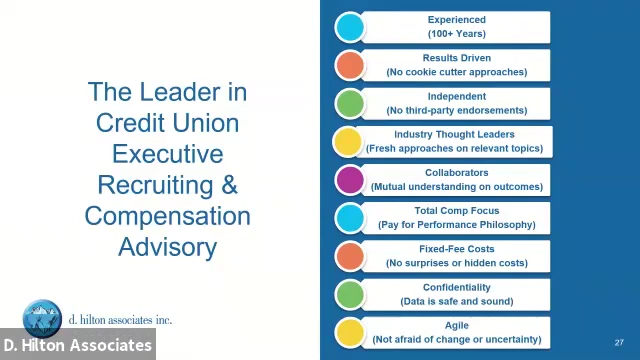 The Leader in
Credit Union
Executive
Recruiting &
Compensation
Advisory
d. hilton associates inc.
D. Hilton Associates
Experienced
(100+ Years)
Results Driven
(No cookie cutter approaches)
Independent
(No third-party endorsements)
Industry Thought Leaders
(Fresh approaches on relevant topics)
Collaborators
(Mutual understanding on outcomes)
Total Comp Focus
(Pay for Performance Philosophy)
Fixed-Fee Costs
(No surprises or hidden costs)
Confidentiality
(Data is safe and sound)
Agile
(Not afraid of change or uncertainty)
27